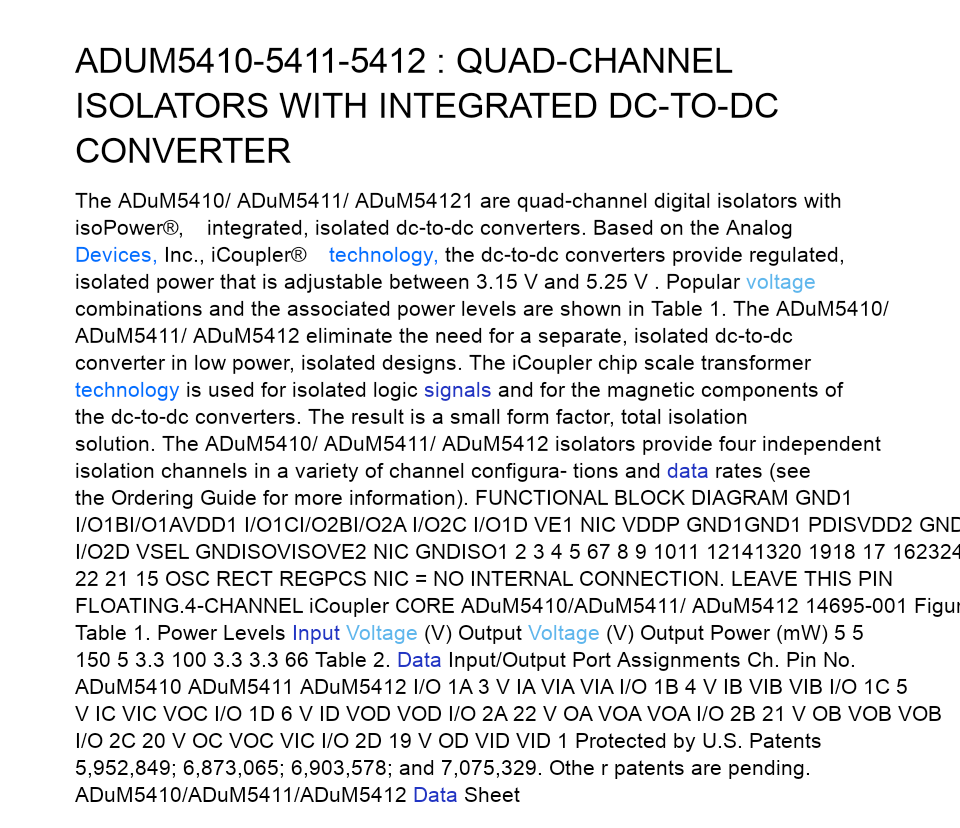 ADUM5410-5411-5412 : QUAD-CHANNEL
ISOLATORS WITH INTEGRATED DC-TO-DC
CONVERTER
The ADuM5410/ ADuM5411/ ADuM54121 are quad-channel digital isolators with
isoPower®, integrated, isolated dc-to-dc converters. Based on the Analog
Devices, Inc., iCoupler® technology, the dc-to-dc converters provide regulated,
isolated power that is adjustable between 3.15 V and 5.25 V . Popular voltage
combinations and the associated power levels are shown in Table 1. The ADuM5410/
ADuM5411/ ADuM5412 eliminate the need for a separate, isolated dc-to-dc
converter in low power, isolated designs. The iCoupler chip scale transformer
technology is used for isolated logic signals and for the magnetic components of
the dc-to-dc converters. The result is a small form factor, total isolation
solution. The ADuM5410/ ADuM5411/ ADuM5412 isolators provide four independent
isolation channels in a variety of channel configura- tions and data rates (see
the Ordering Guide for more information). FUNCTIONAL BLOCK DIAGRAM GND1
I/O1BI/O1AVDD1 I/O1CI/O2BI/O2A I/O2C I/O1D VE1 NIC VDDP GND1GND1 PDISVDD2 GND
I/O2D VSEL GNDISOVISOVE2 NIC GNDISO1 2 3 4 5 67 8 9 1011 12141320 1918 17 162324
22 21 15 OSC RECT REGPCS NIC = NO INTERNAL CONNECTION. LEAVE THIS PIN
FLOATING.4-CHANNEL iCoupler CORE ADuM5410/ADuM5411/ ADuM5412 14695-001
Table 1. Power Levels Input Voltage (V) Output Voltage (V) Output Power (mW) 5 5
150 5 3.3 100 3.3 3.3 66 Table 2. Data Input/Output Port Assignments Ch. Pin No.
ADuM5410 ADuM5411 ADuM5412 I/O 1A 3 V IA VIA VIA I/O 1B 4 V IB VIB VIB I/O 1C 5
V IC VIC VOC I/O 1D 6 V ID VOD VOD I/O 2A 22 V OA VOA VOA I/O 2B 21 V OB VOB VOB
I/O 2C 20 V OC VOC VIC I/O 2D 19 V OD VID VID 1 Protected by U.S. Patents
5,952,849; 6,873,065; 6,903,578; and 7,075,329. Othe r patents are pending.
ADuM5410/ADuM5411/ADuM5412 Data Sheet